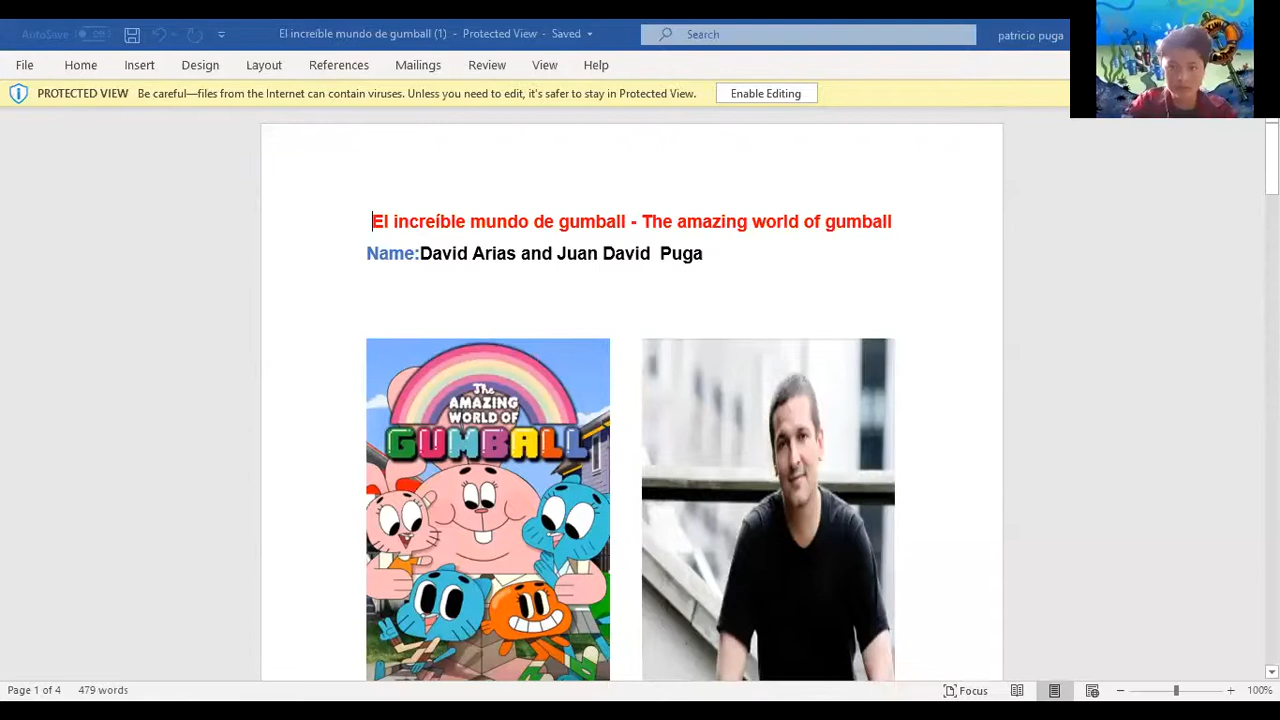 AutoSave Off El increíble mundo de gumball (1) - Protected View - Saved Search patricio puga
File Home Insert Design Layout References Mailings Review View Help
PROTECTED VIEW Be careful—files from the Internet can contain viruses. Unless you need to edit, it's safer to stay in Protected View. Enable Editing
El increíble mundo de gumball - The amazing world of gumball
Name:David Arias and Juan David Puga
The
AMAZING
WORLD OF
GUMBALL
Page 1 of 4 479 words Focus 100%